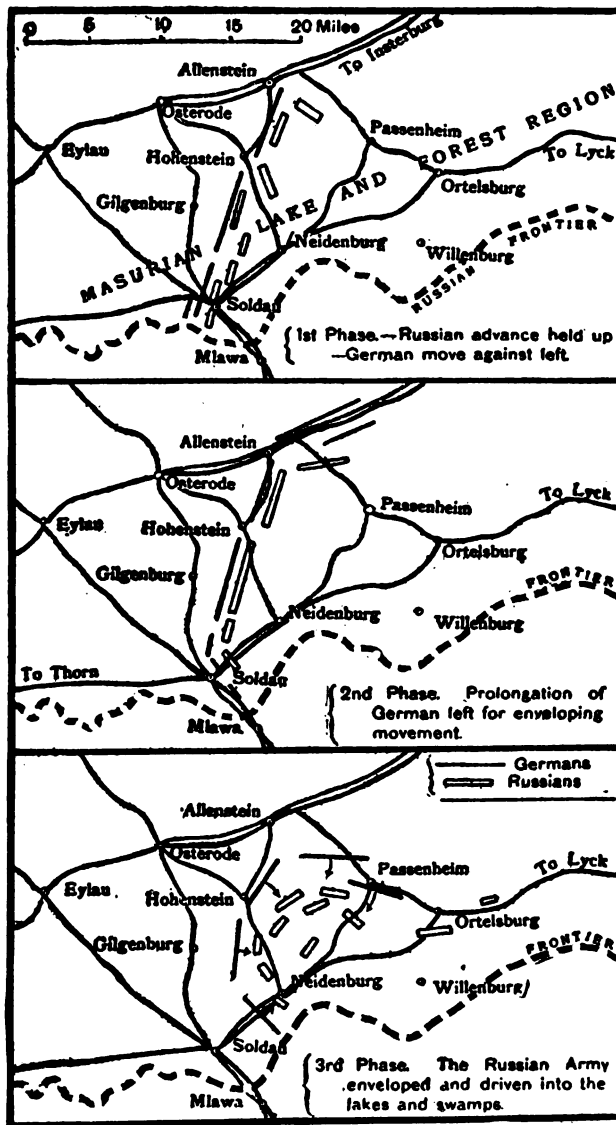 0 5 10 15 20 Miles
To Insterburg
Allenstein
Osterode
Passenheim
Eylau
Hohenstein
To Lyck
MASURIAN LAKE AND FOREST REGION
Gilgenburg
Ortelsburg
Neidenburg
Willenburg
RUSSIAN FRONTIER
Soldau
Mlawa
1st Phase.—Russian advance held up
—German move against left.
Allenstein
Osterode
Eylau
Hohenstein
Passenheim
To Lyck
Ortelsburg
Gilgenburg
FRONTIER
Neidenburg
Willenburg
To Thorn
Soldau
Mlawa
2nd Phase. Prolongation of
German left for enveloping
movement.
Germans
Russians
Allenstein
Osterode
Passenheim
To Lyck
Eylau
Hohenstein
Ortelsburg
Gilgenburg
FRONTIER
Neidenburg
Willenburg
Soldau
Mlawa
3rd Phase. The Russian Army
enveloped and driven into the
lakes and swamps.